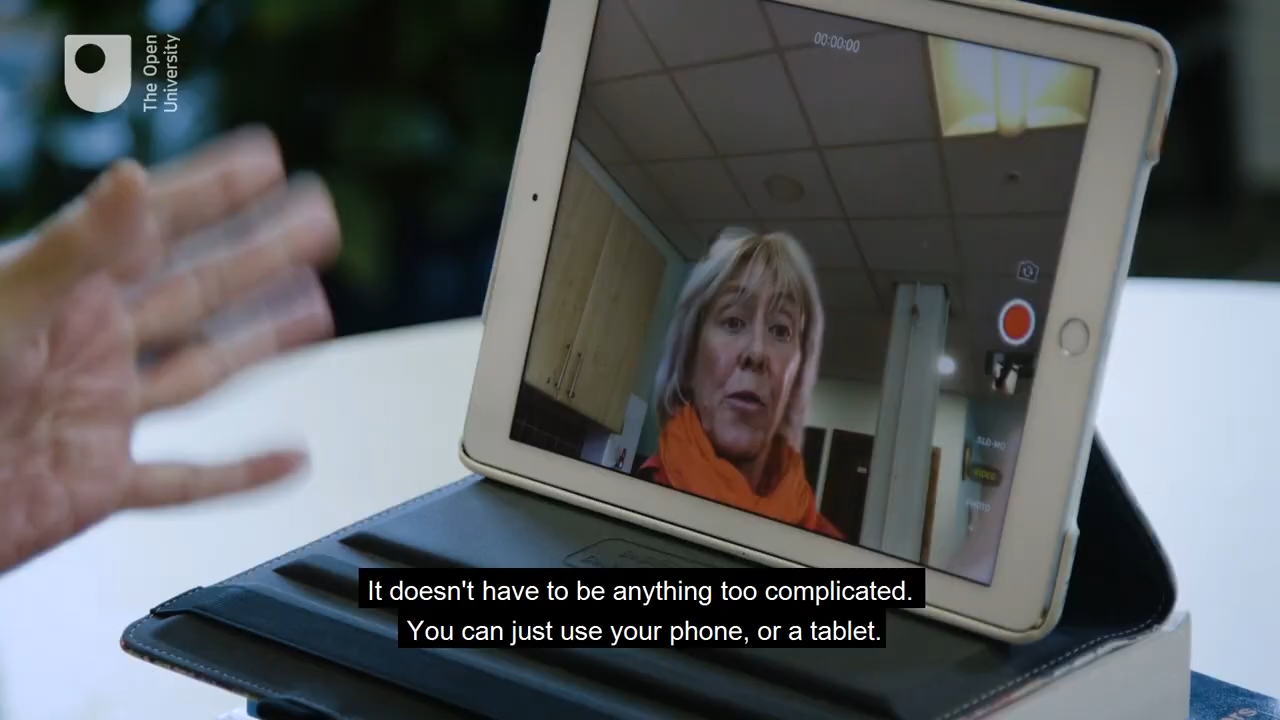 The Open
University
00:00:00
SLO-MO
VIDEO
PHOTO
It doesn't have to be anything too complicated.
You can just use your phone, or a tablet.